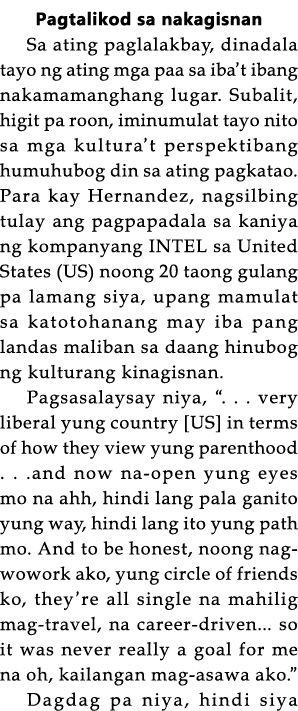 Pagtalikod sa nakagisnan
Sa ating paglalakbay, dinadala
tayo ng ating mga paa sa iba’t ibang
nakamamanghang lugar. Subalit,
higit pa roon, iminumulat tayo nito
sa mga kultura’t perspektibang
humuhubog din sa ating pagkatao.
Para kay Hernandez, nagsilbing
tulay ang pagpapadala sa kaniya
ng kompanyang INTEL sa United
States (US) noong 20 taong gulang
pa lamang siya, upang mamulat
sa katotohanang may iba pang
landas maliban sa daang hinubog
ng kulturang kinagisnan.
Pagsasalaysay niya, “. . . very
liberal yung country [US] in terms
of how they view yung parenthood
. . .and now na-open yung eyes
mo na ahh, hindi lang pala ganito
yung way, hindi lang ito yung path
mo. And to be honest, noong nag-
wowork ako, yung circle of friends
ko, they’re all single na mahilig
mag-travel, na career-driven... so
it was never really a goal for me
na oh, kailangan mag-asawa ako.”
Dagdag pa niya, hindi siya